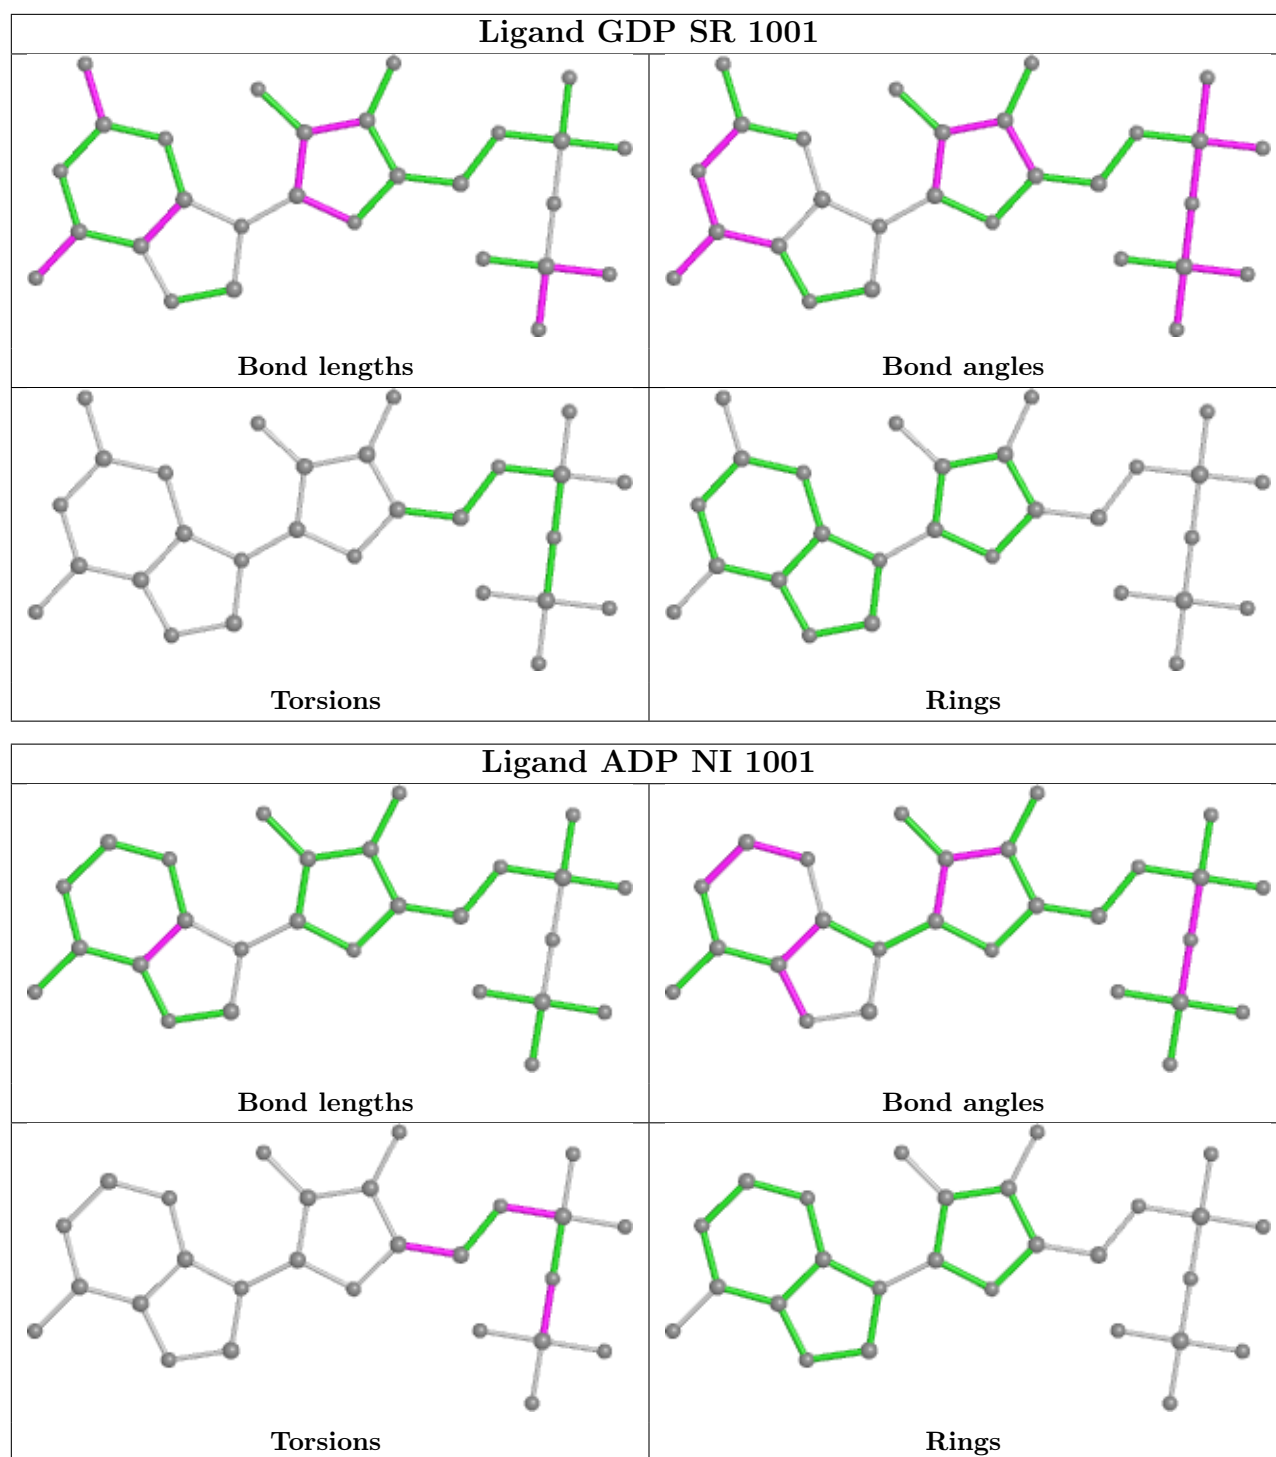 Ligand GDP SR 1001
Bond lengths
Bond angles
Torsions
Rings
Ligand ADP NI 1001
Bond lengths
Bond angles
Torsions
Rings